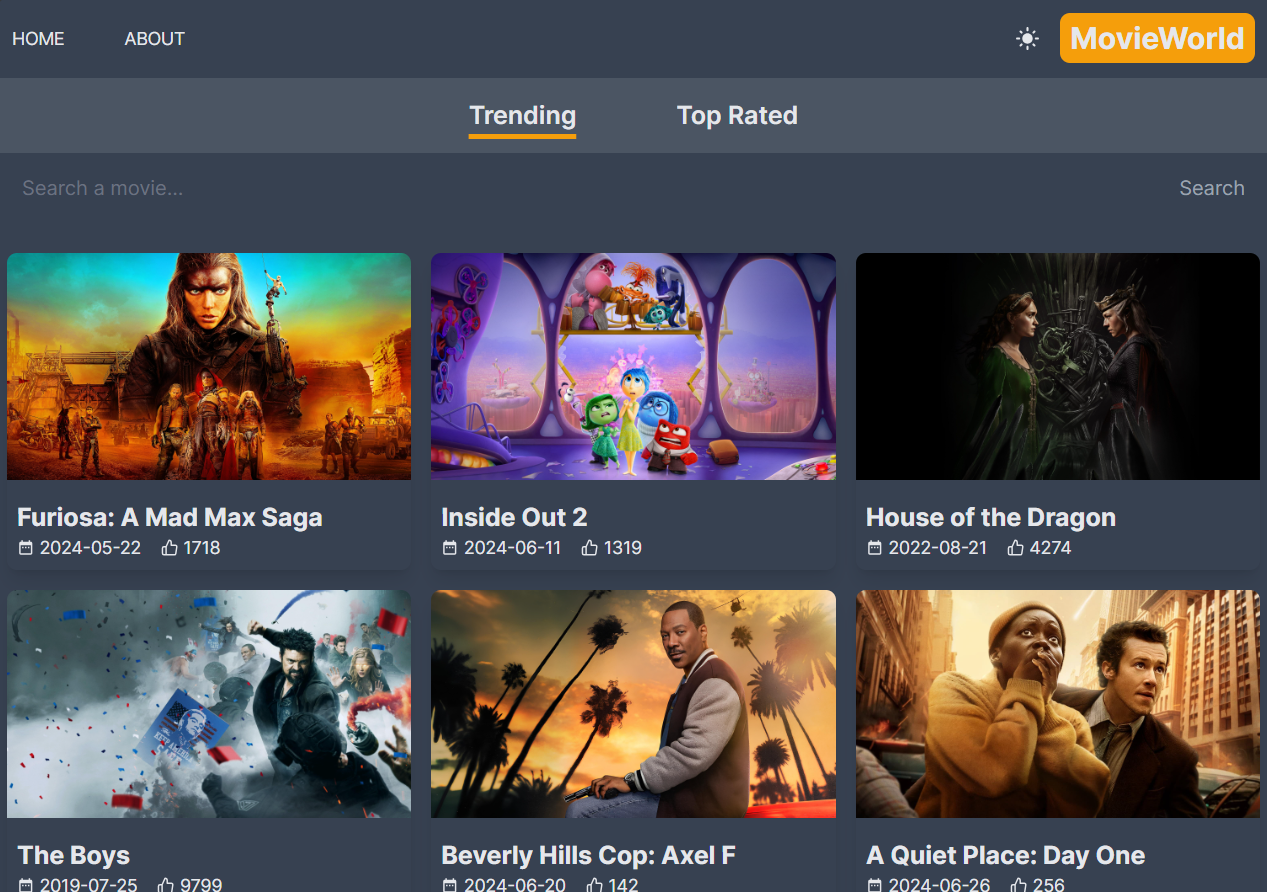 HOME ABOUT MovieWorld
Trending Top Rated
Search a movie... Search
Furiosa: A Mad Max Saga
2024-05-22 1718
Inside Out 2
2024-06-11 1319
House of the Dragon
2022-08-21 4274
The Boys
2019-07-25 9799
Beverly Hills Cop: Axel F
2024-06-20 142
A Quiet Place: Day One
2024-06-26 256